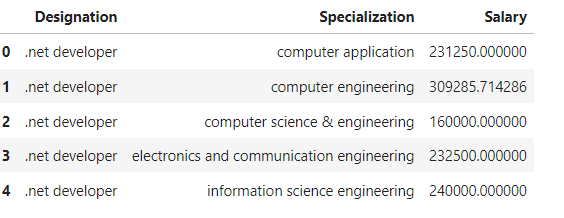 Designation Specialization Salary
0 .net developer computer application 231250.000000
1 .net developer computer engineering 309285.714286
2 .net developer computer science & engineering 160000.000000
3 .net developer electronics and communication engineering 232500.000000
4 .net developer information science engineering 240000.000000